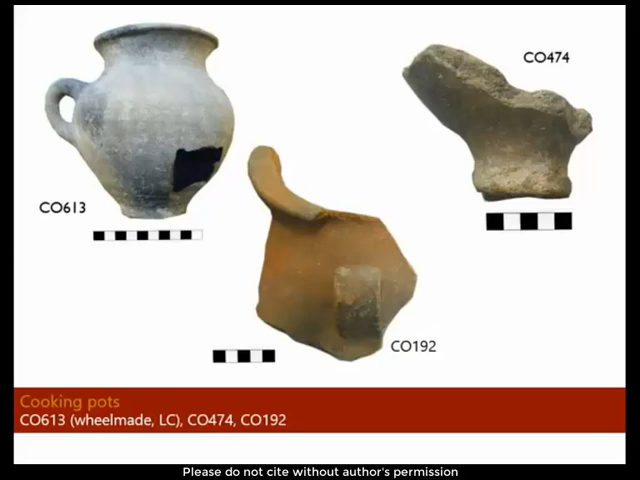 CO474
CO613
CO192
Cooking pots
CO613 (wheelmade, LC), CO474, CO192
Please do not cite without author's permission